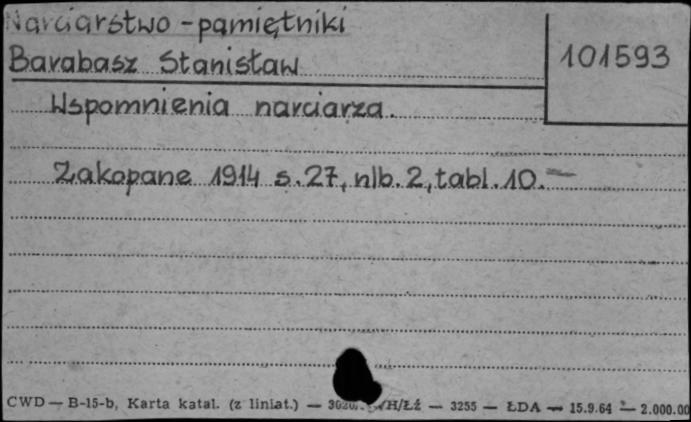 Narciarstwo - pamiętniki
Barabasz Stanisław
101593
Wspomnienia narciarza.
Zakopane 1914 s. 27, nlb. 2, tabl. 10. —
CWD — B-15-b, Karta katal. (z liniat.) — H/Łź — 3255 — ŁDA — 15.9.64 — 2.000.00